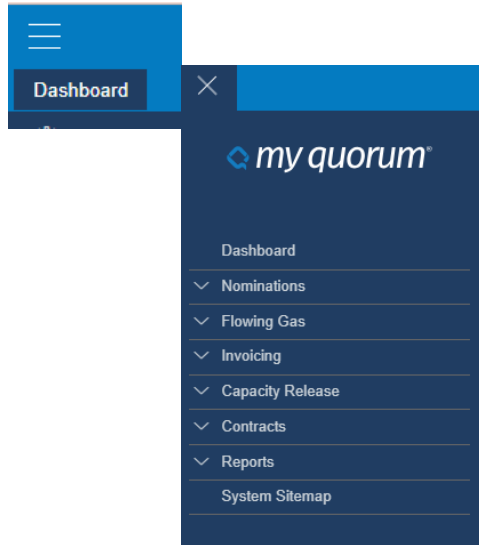 Dashboard
my quorum®
Dashboard
Nominations
Flowing Gas
Invoicing
Capacity Release
Contracts
Reports
System Sitemap